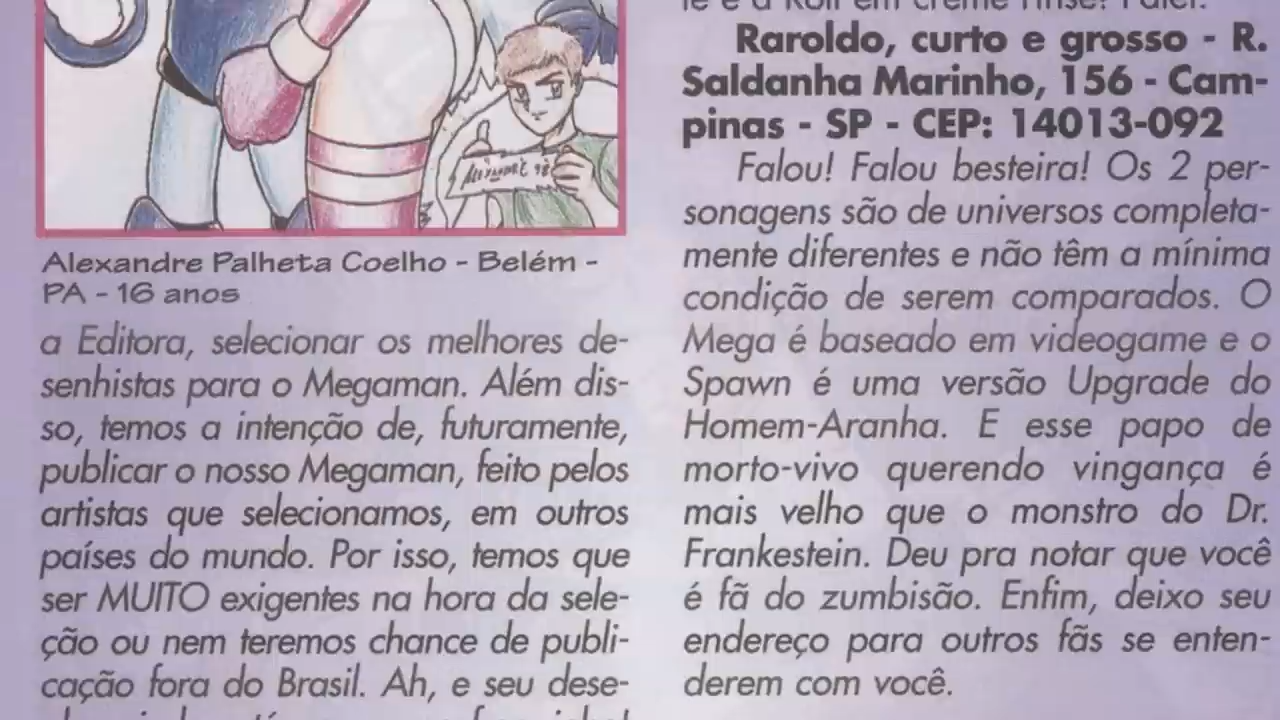 ALEXANDRE 98
Alexandre Palheta Coelho - Belém -
PA - 16 anos
a Editora, selecionar os melhores de-
senhistas para o Megaman. Além dis-
so, temos a intenção de, futuramente,
publicar o nosso Megaman, feito pelos
artistas que selecionamos, em outros
países do mundo. Por isso, temos que
ser MUITO exigentes na hora da sele-
ção ou nem teremos chance de publi-
cação fora do Brasil. Ah, e seu dese-
Raroldo, curto e grosso - R.
Saldanha Marinho, 156 - Cam-
pinas - SP - CEP: 14013-092
Falou! Falou besteira! Os 2 per-
sonagens são de universos completa-
mente diferentes e não têm a mínima
condição de serem comparados. O
Mega é baseado em videogame e o
Spawn é uma versão Upgrade do
Homem-Aranha. E esse papo de
morto-vivo querendo vingança é
mais velho que o monstro do Dr.
Frankestein. Deu pra notar que você
é fã do zumbisão. Enfim, deixo seu
endereço para outros fãs se enten-
derem com você.